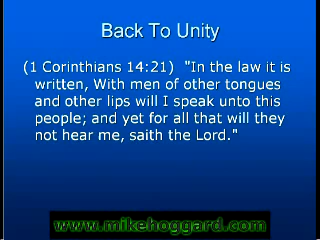 Back To Unity
(1 Corinthians 14:21)  "In the law it is
written, With men of other tongues
and other lips will I speak unto this
people; and yet for all that will they
not hear me, saith the Lord."
www.mikehoggard.com